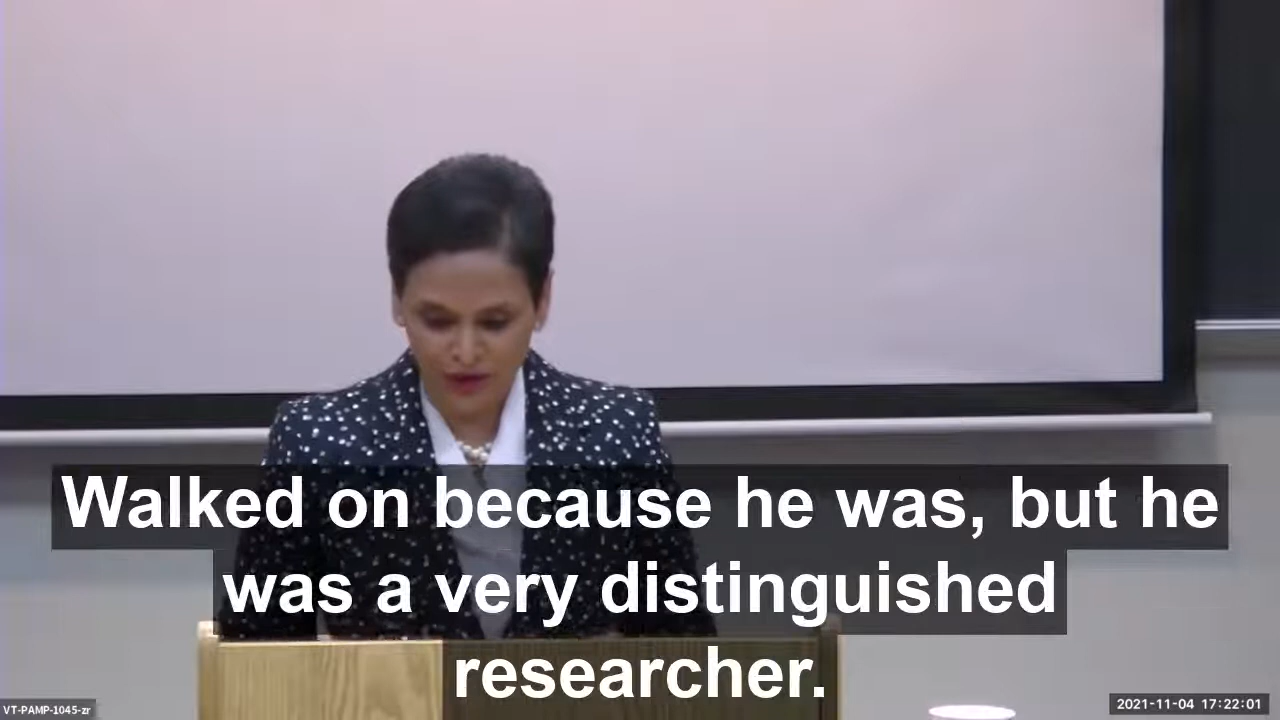 Walked on because he was, but he
was a very distinguished
researcher.
VT-PAMP-1045-zr
2021-11-04 17:22:01